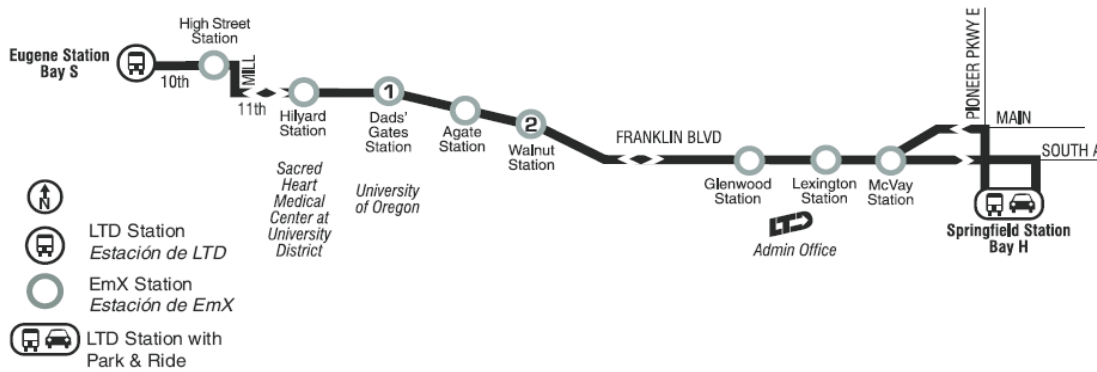 High Street
Station
Eugene Station
Bay S
10th
MILL
11th
Hilyard
Station
Sacred
Heart
Medical
Center at
University
District
1
Dads'
Gates
Station
University
of Oregon
Agate
Station
2
Walnut
Station
FRANKLIN BLVD
Glenwood
Station
Lexington
Station
McVay
Station
LTD
Admin Office
PIONEER PKWY E
MAIN
SOUTH A
Springfield Station
Bay H
N
LTD Station
Estación de LTD
EmX Station
Estación de EmX
LTD Station with
Park & Ride